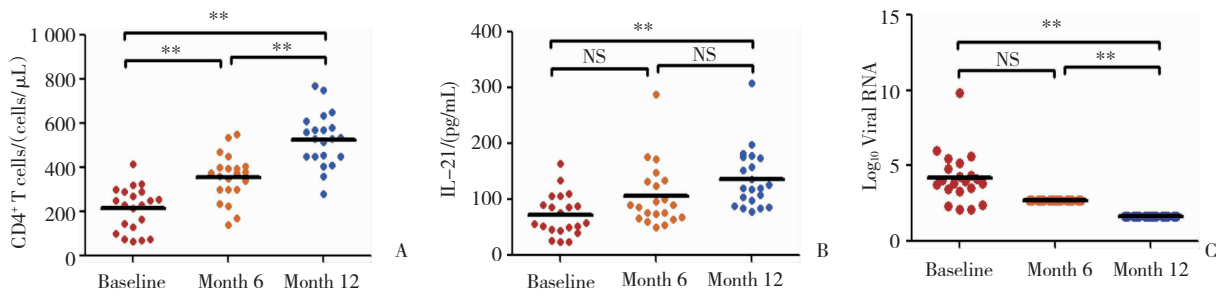 CD4⁺ T cells/(cells/μL)
1 000
800
600
400
200
0
**
**
**
Baseline
Month 6
Month 12
A
IL-21/(pg/mL)
400
300
200
100
0
**
NS
NS
Baseline
Month 6
Month 12
B
Log₁₀ Viral RNA
15
10
5
0
**
NS
**
Baseline
Month 6
Month 12
C